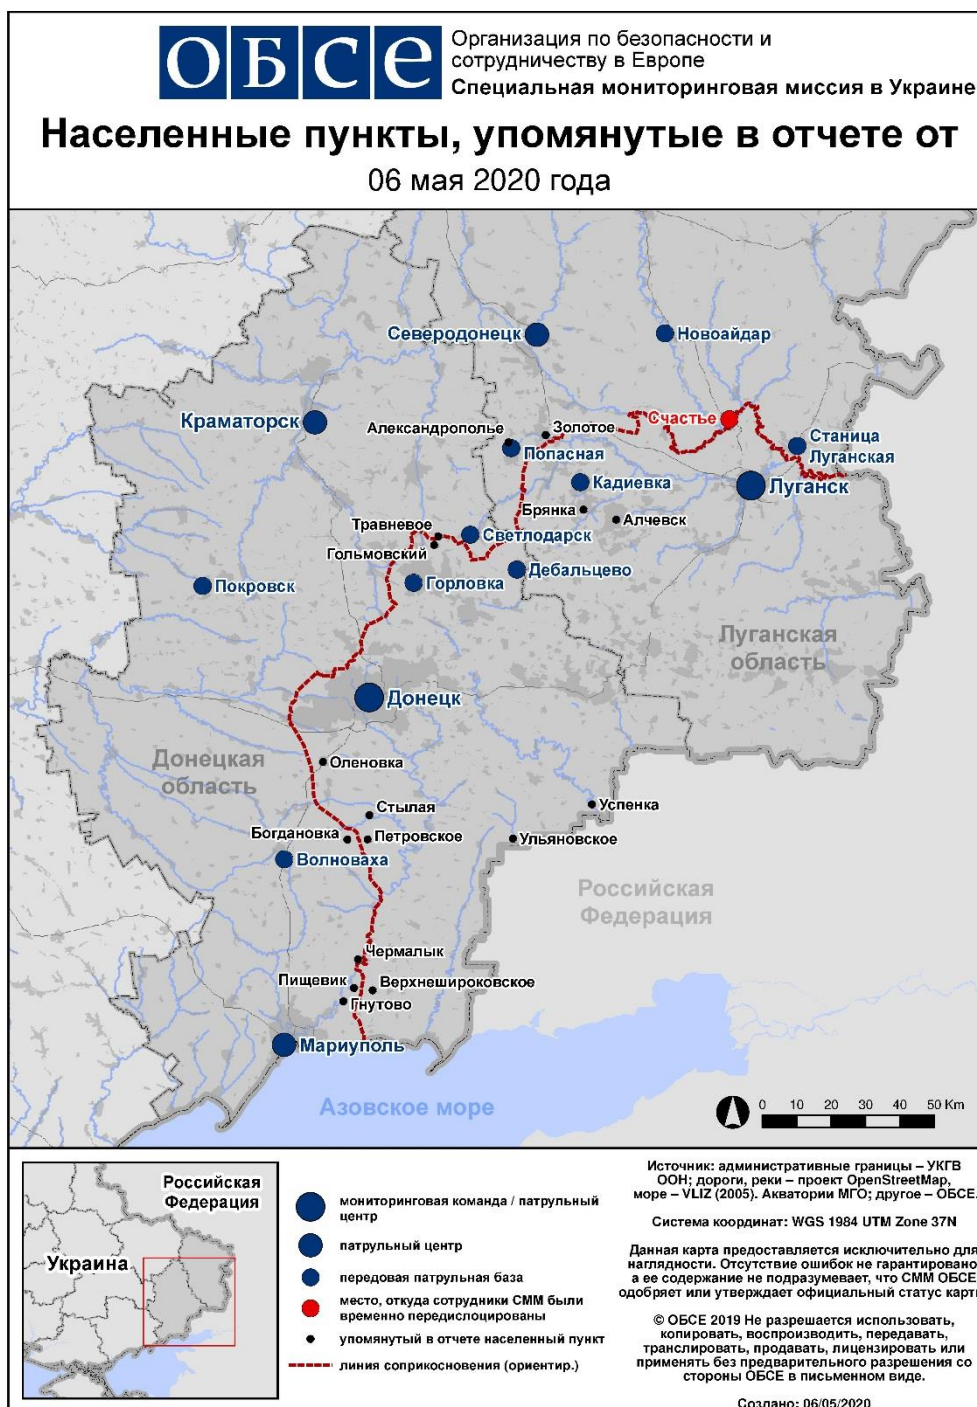 ОБСЕ
Организация по безопасности и
сотрудничеству в Европе
Специальная мониторинговая миссия в Украине
Населенные пункты, упомянутые в отчете от
06 мая 2020 года
Северодонецк
Новоайдар
Краматорск
Счастье
Александрополье
Золотое
Попасная
Станица
Луганская
Кадиевка
Луганск
Брянка
Алчевск
Травневое
Светлодарск
Гольмовский
Дебальцево
Покровск
Горловка
Луганская
область
Донецк
Донецкая
область
Оленовка
Стылая
Успенка
Богдановка
Петровское
Ульяновское
Волноваха
Российская
Федерация
Чермалык
Пищевик
Верхнешироковское
Гнутово
Мариуполь
Азовское море
0 10 20 30 40 50 Km
Российская
Федерация
Украина
мониторинговая команда / патрульный
центр
патрульный центр
передовая патрульная база
место, откуда сотрудники СММ были
временно передислоцированы
упомянутый в отчете населенный пункт
линия соприкосновения (ориентир.)
Источник: административные границы – УКГВ
ООН; дороги, реки – проект OpenStreetMap,
море – VLIZ (2005). Акватории МГО; другое – ОБСЕ.
Система координат: WGS 1984 UTM Zone 37N
Данная карта предоставляется исключительно для
наглядности. Отсутствие ошибок не гарантировано,
а ее содержание не подразумевает, что СММ ОБСЕ
одобряет или утверждает официальный статус карты
© ОБСЕ 2019 Не разрешается использовать,
копировать, воспроизводить, передавать,
транслировать, продавать, лицензировать или
применять без предварительного разрешения со
стороны ОБСЕ в письменном виде.
Создано: 06/05/2020